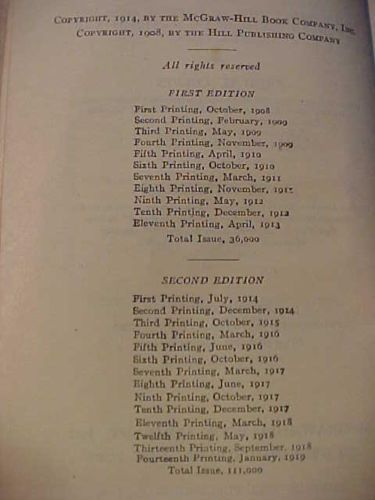 COPYRIGHT, 1914, BY THE MCGRAW-HILL BOOK COMPANY, INC.
COPYRIGHT, 1908, BY THE HILL PUBLISHING COMPANY
All rights reserved
FIRST EDITION
First Printing, October, 1908
Second Printing, February, 1909
Third Printing, May, 1909
Fourth Printing, November, 1909
Fifth Printing, April, 1910
Sixth Printing, October, 1910
Seventh Printing, March, 1911
Eighth Printing, November, 1911
Ninth Printing, May, 1912
Tenth Printing, December, 1912
Eleventh Printing, April, 1913
Total Issue, 36,000
SECOND EDITION
First Printing, July, 1914
Second Printing, December, 1914
Third Printing, October, 1915
Fourth Printing, March, 1916
Fifth Printing, June, 1916
Sixth Printing, October, 1916
Seventh Printing, March, 1917
Eighth Printing, June, 1917
Ninth Printing, October, 1917
Tenth Printing, December, 1917
Eleventh Printing, March, 1918
Twelfth Printing, May, 1918
Thirteenth Printing, September, 1918
Fourteenth Printing, January, 1919
Total Issue, 111,000